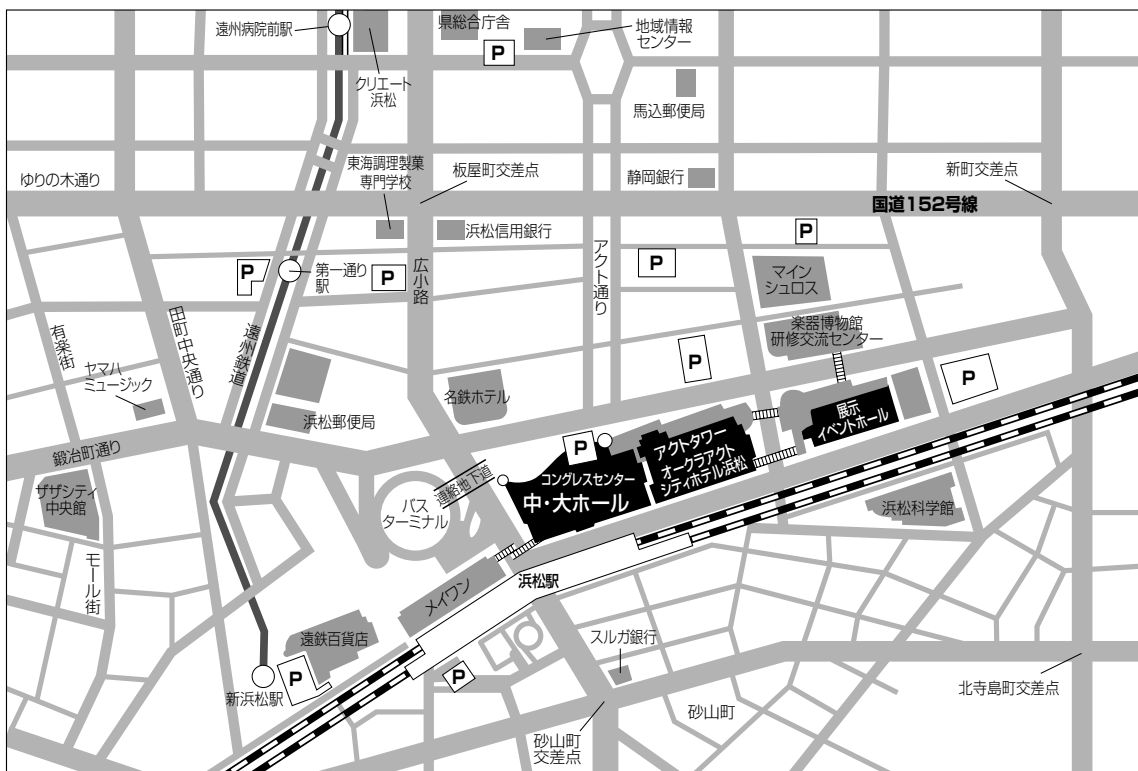 遠州病院前駅
県総合庁舎
P
地域情報
センター
クリエート
浜松
馬込郵便局
東海調理製菓
専門学校
板屋町交差点
静岡銀行
新町交差点
ゆりの木通り
国道152号線
浜松信用銀行
P
アクト通り
P
マイン
シュロス
P
第一通り
駅
P
広小路
有楽街
田町中央通り
遠州鉄道
楽器博物館
研修交流センター
ヤマハ
ミュージック
名鉄ホテル
P
P
浜松郵便局
展示
イベントホール
鍛冶町通り
P
アクトタワー
オークラアクト
シティホテル浜松
コングレスセンター
中・大ホール
連絡地下道
ザザシティ
中央館
バス
ターミナル
浜松科学館
モール街
メイワン
浜松駅
遠鉄百貨店
スルガ銀行
P
P
新浜松駅
砂山町
北寺島町交差点
砂山町
交差点